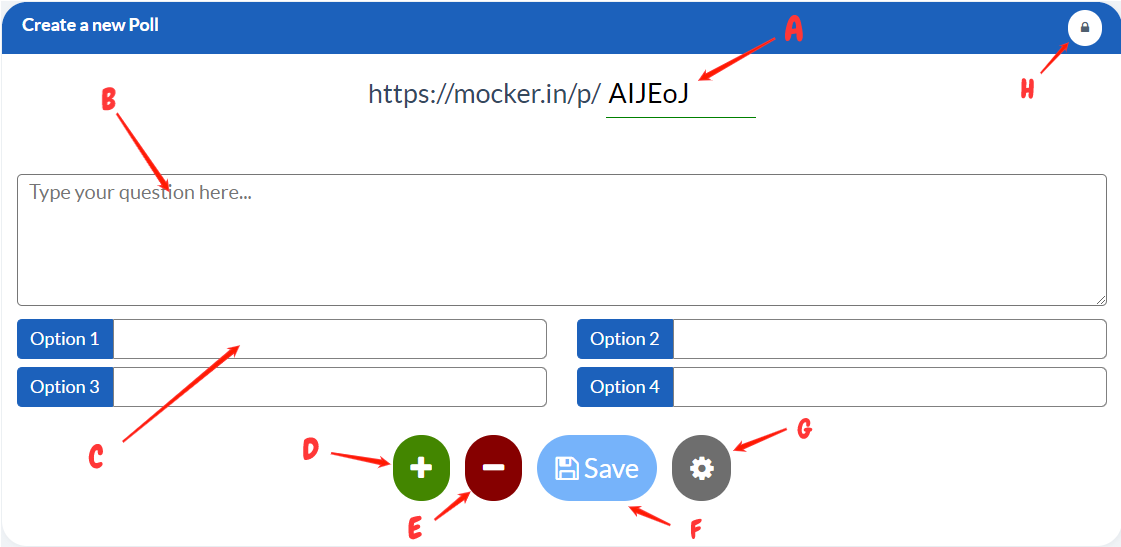 Create a new Poll
A
H
https://mocker.in/p/ AIJEoJ
B
Type your question here...
Option 1
Option 2
Option 3
Option 4
C
D
G
Save
E
F